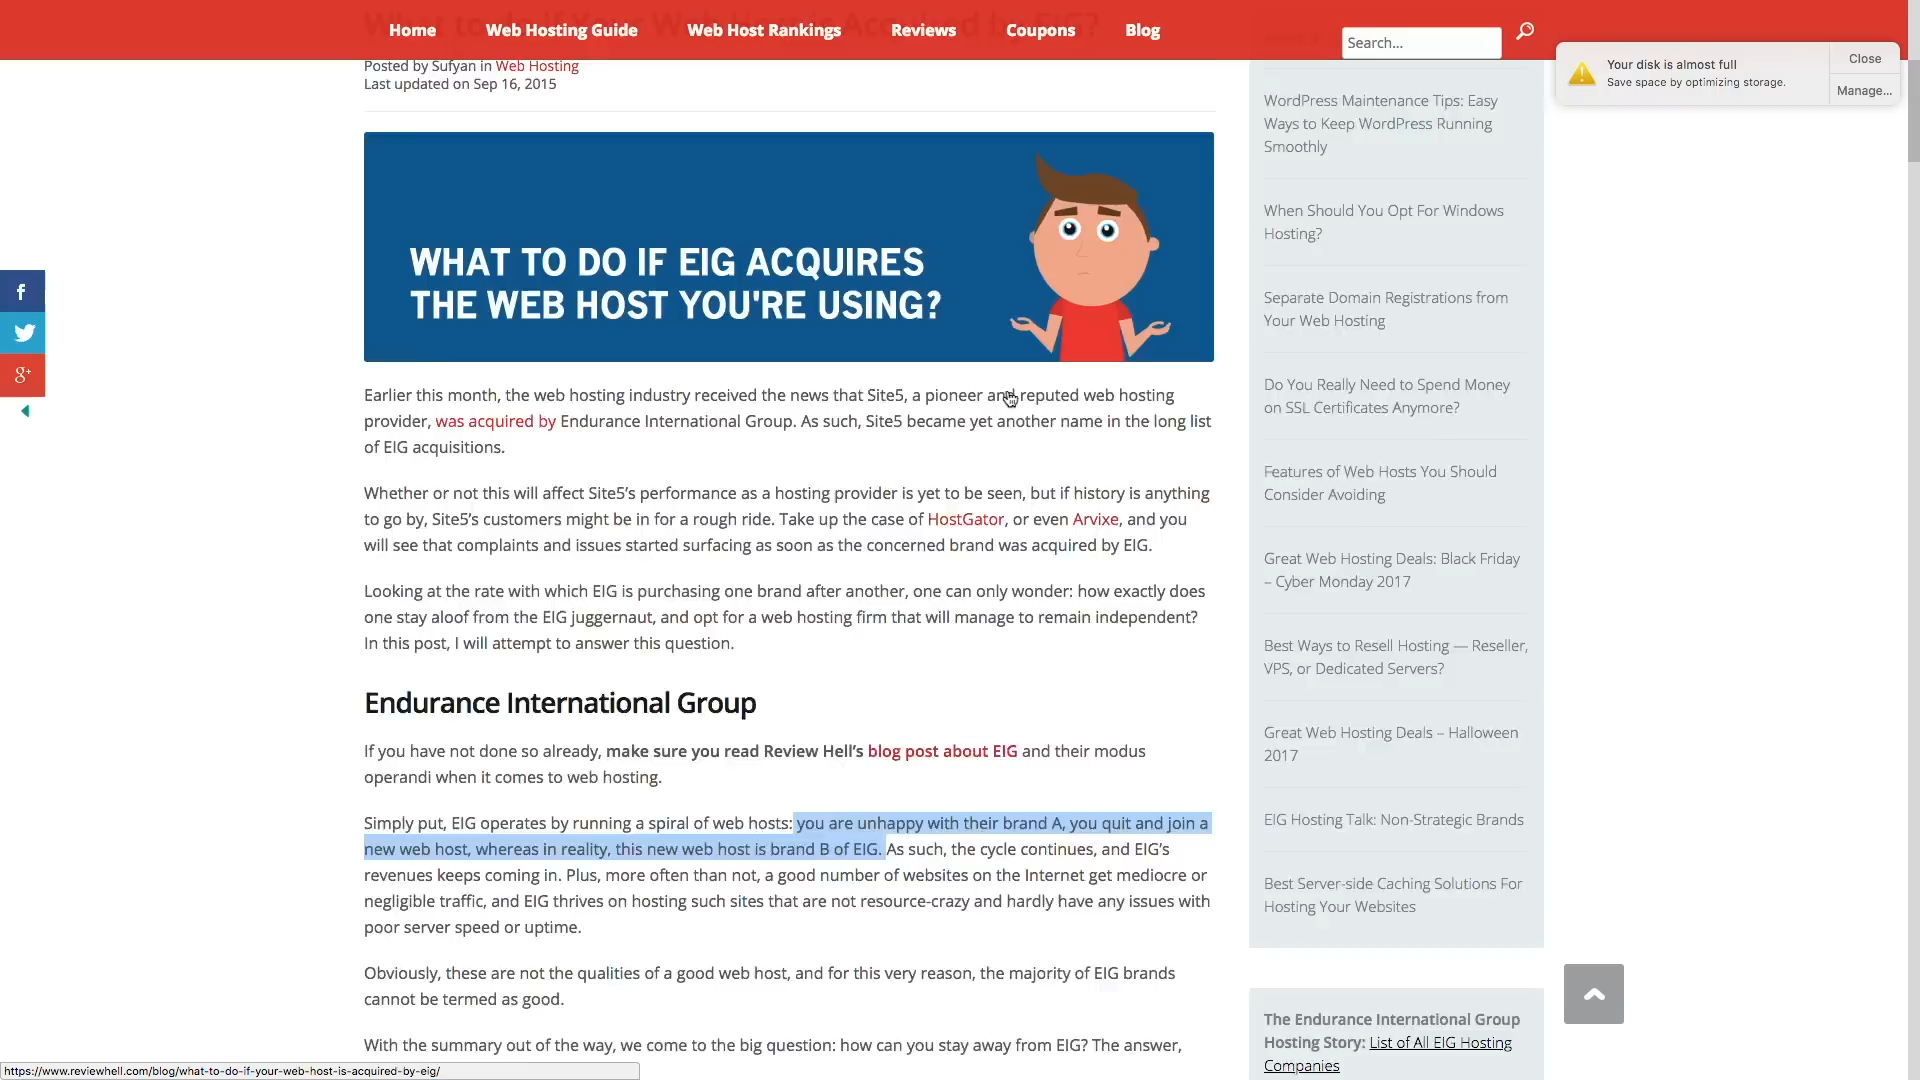 What to do if Your Web Host is Acquired by EIG?
Home Web Hosting Guide Web Host Rankings Reviews Coupons Blog
Search...
Your disk is almost full
Save space by optimizing storage.
Close
Manage...
Posted by Sufyan in Web Hosting
Last updated on Sep 16, 2015
WHAT TO DO IF EIG ACQUIRES
THE WEB HOST YOU'RE USING?
f
g+
Earlier this month, the web hosting industry received the news that Site5, a pioneer and reputed web hosting
provider, was acquired by Endurance International Group. As such, Site5 became yet another name in the long list
of EIG acquisitions.
Whether or not this will affect Site5’s performance as a hosting provider is yet to be seen, but if history is anything
to go by, Site5’s customers might be in for a rough ride. Take up the case of HostGator, or even Arvixe, and you
will see that complaints and issues started surfacing as soon as the concerned brand was acquired by EIG.
Looking at the rate with which EIG is purchasing one brand after another, one can only wonder: how exactly does
one stay aloof from the EIG juggernaut, and opt for a web hosting firm that will manage to remain independent?
In this post, I will attempt to answer this question.
Endurance International Group
If you have not done so already, make sure you read Review Hell’s blog post about EIG and their modus
operandi when it comes to web hosting.
Simply put, EIG operates by running a spiral of web hosts: you are unhappy with their brand A, you quit and join a
new web host, whereas in reality, this new web host is brand B of EIG. As such, the cycle continues, and EIG’s
revenues keeps coming in. Plus, more often than not, a good number of websites on the Internet get mediocre or
negligible traffic, and EIG thrives on hosting such sites that are not resource-crazy and hardly have any issues with
poor server speed or uptime.
Obviously, these are not the qualities of a good web host, and for this very reason, the majority of EIG brands
cannot be termed as good.
With the summary out of the way, we come to the big question: how can you stay away from EIG? The answer,
WordPress Maintenance Tips: Easy
Ways to Keep WordPress Running
Smoothly
When Should You Opt For Windows
Hosting?
Separate Domain Registrations from
Your Web Hosting
Do You Really Need to Spend Money
on SSL Certificates Anymore?
Features of Web Hosts You Should
Consider Avoiding
Great Web Hosting Deals: Black Friday
– Cyber Monday 2017
Best Ways to Resell Hosting — Reseller,
VPS, or Dedicated Servers?
Great Web Hosting Deals – Halloween
2017
EIG Hosting Talk: Non-Strategic Brands
Best Server-side Caching Solutions For
Hosting Your Websites
The Endurance International Group
Hosting Story: List of All EIG Hosting
Companies
https://www.reviewhell.com/blog/what-to-do-if-your-web-host-is-acquired-by-eig/